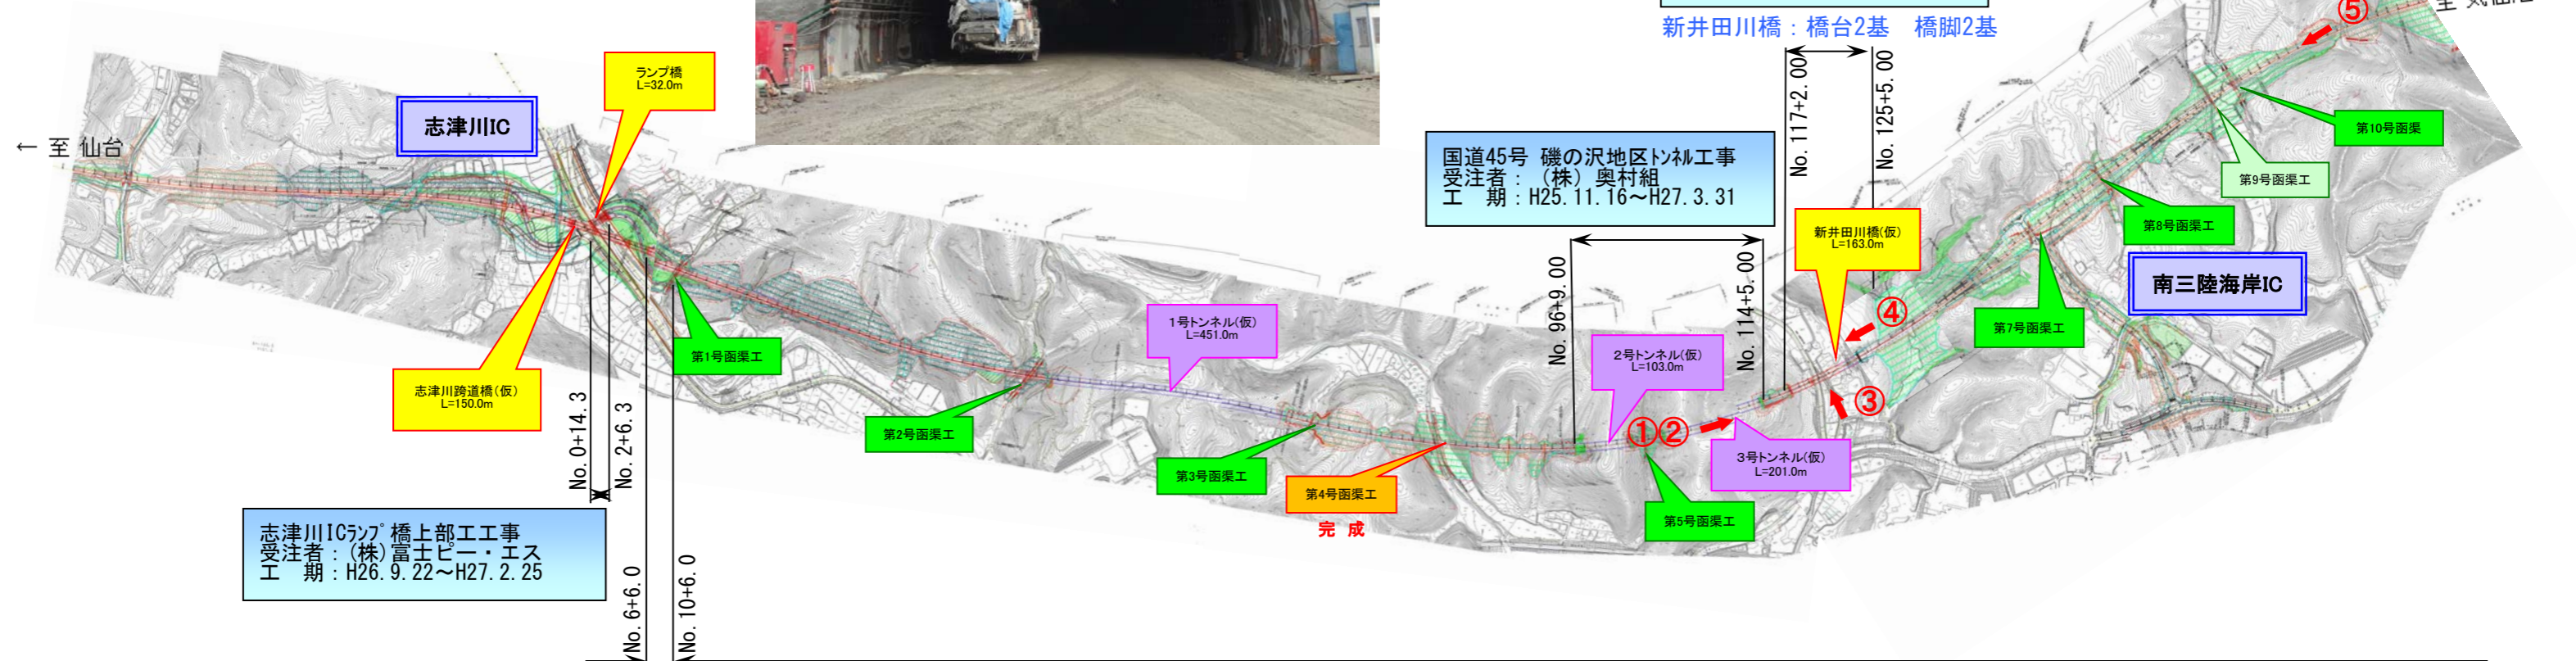 新井田川橋：橋台2基　橋脚2基
⑤
← 至 仙台
志津川IC
ランプ橋
L=32.0m
国道45号 磯の沢地区ﾄﾝﾈﾙ工事
受注者：（株）奥村組
工　期：H25.11.16～H27.3.31
No. 117+2.00
No. 125+5.00
第10号函渠
第9号函渠工
第8号函渠工
新井田川橋(仮)
L=163.0m
南三陸海岸IC
第7号函渠工
④
③
No. 96+9.00
No. 114+5.00
1号トンネル(仮)
L=451.0m
2号トンネル(仮)
L=103.0m
①②
3号トンネル(仮)
L=201.0m
第1号函渠工
志津川跨道橋(仮)
L=150.0m
第2号函渠工
第3号函渠工
第4号函渠工
完 成
第5号函渠工
No. 0+14.3
No. 2+6.3
志津川ICﾗﾝﾌﾟ橋上部工工事
受注者：(株)富士ピー・エス
工　期：H26.9.22～H27.2.25
No. 6+6.0
No. 10+6.0